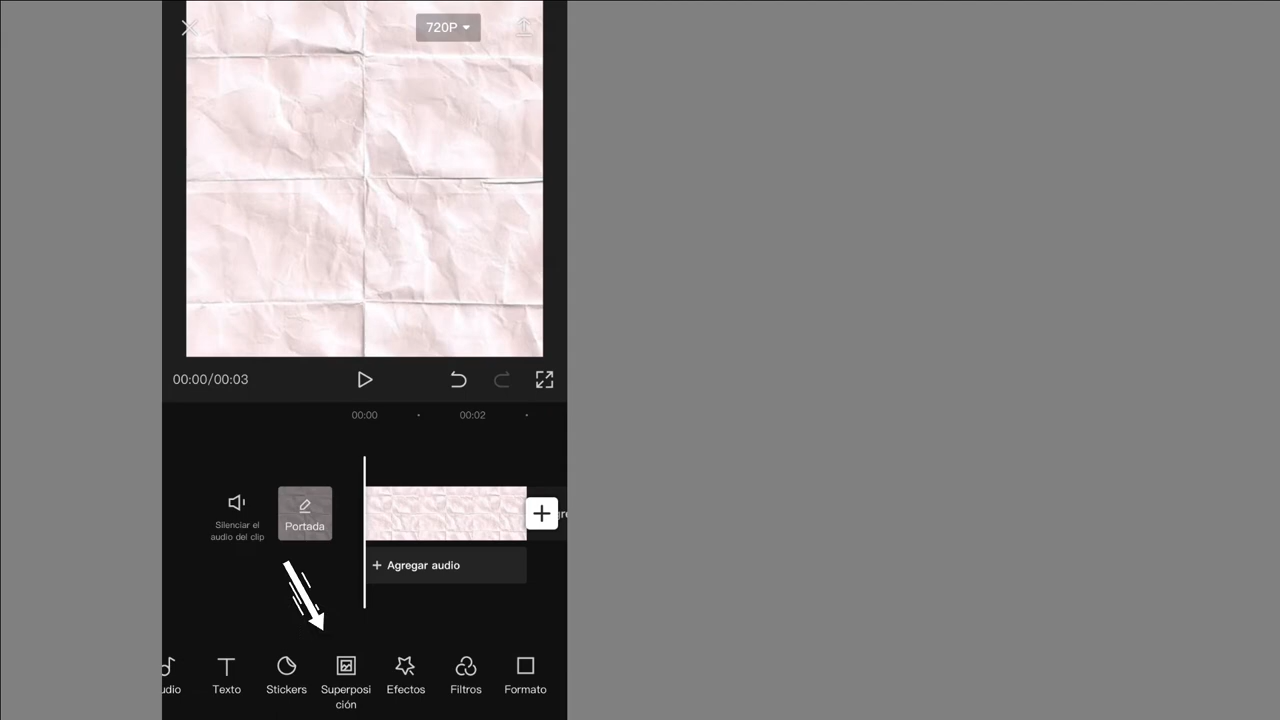 720P
00:00/00:03
00:00
00:02
Silenciar el
audio del clip
Portada
Agregar audio
Texto
Stickers
Superposi
ción
Efectos
Filtros
Formato